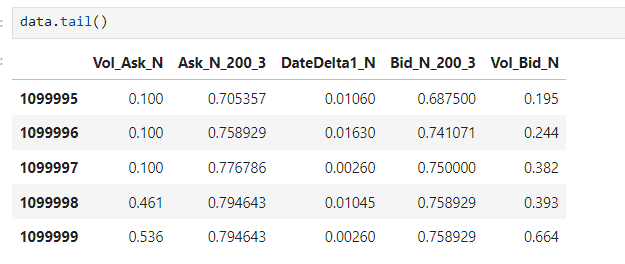 data.tail()
Vol_Ask_N Ask_N_200_3 DateDelta1_N Bid_N_200_3 Vol_Bid_N
1099995 0.100 0.705357 0.01060 0.687500 0.195
1099996 0.100 0.758929 0.01630 0.741071 0.244
1099997 0.100 0.776786 0.00260 0.750000 0.382
1099998 0.461 0.794643 0.01045 0.758929 0.393
1099999 0.536 0.794643 0.00260 0.758929 0.664